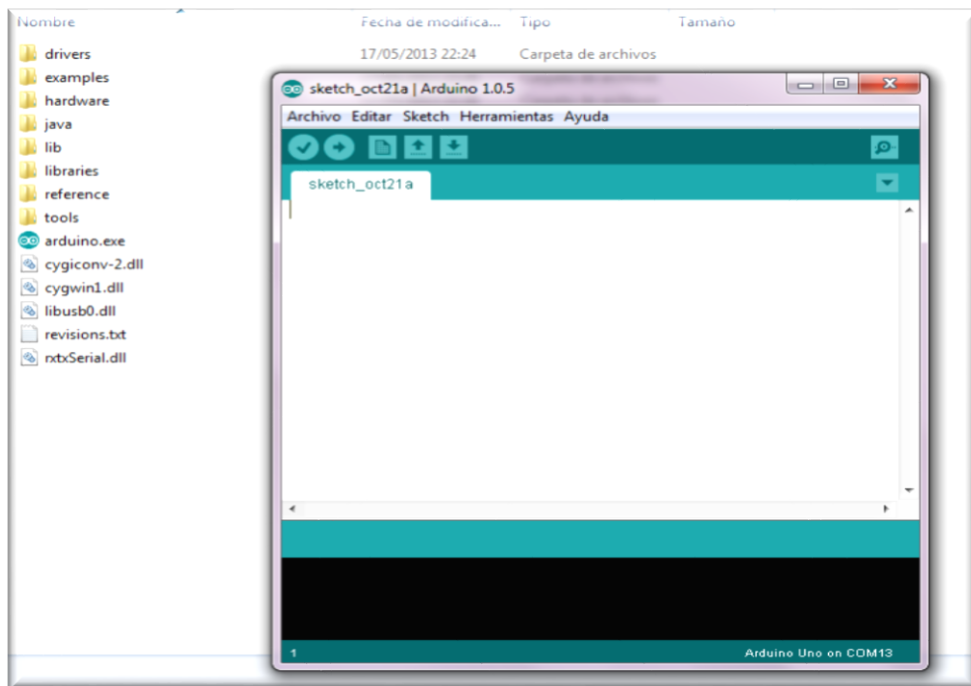 Nombre Fecha de modifica... Tipo Tamaño
drivers 17/05/2013 22:24 Carpeta de archivos
examples
hardware
java
lib
libraries
reference
tools
arduino.exe
cygiconv-2.dll
cygwin1.dll
libusb0.dll
revisions.txt
rxtxSerial.dll
sketch_oct21a | Arduino 1.0.5
Archivo Editar Sketch Herramientas Ayuda
sketch_oct21a
1 Arduino Uno on COM13